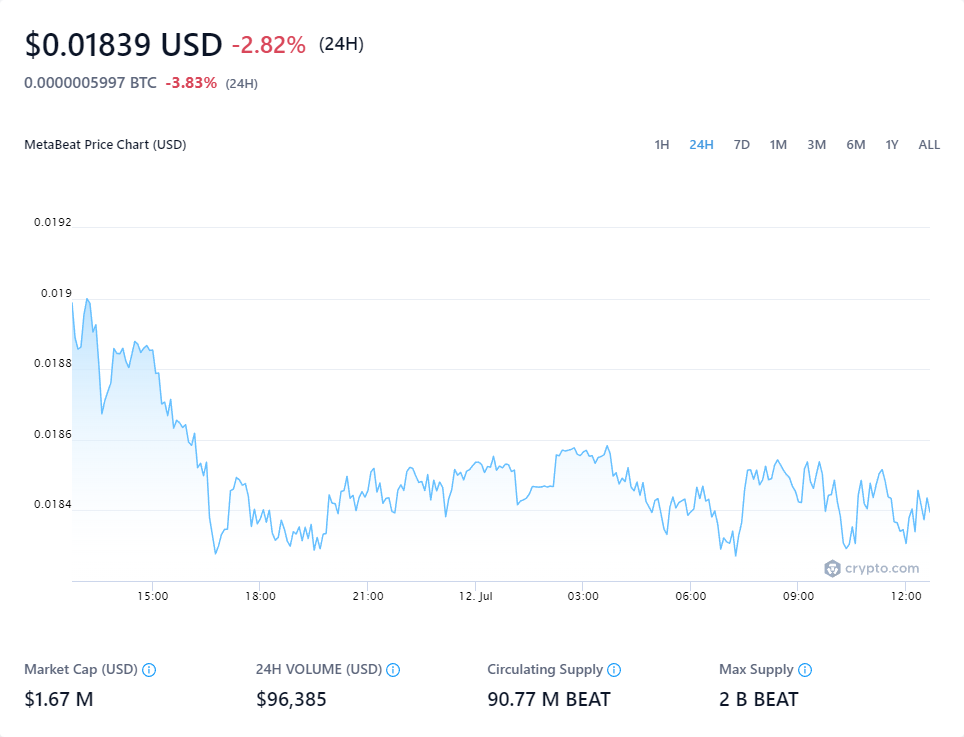 $0.01839 USD -2.82% (24H)
0.0000005997 BTC -3.83% (24H)
MetaBeat Price Chart (USD) 1H 24H 7D 1M 3M 6M 1Y ALL
0.0192
0.019
0.0188
0.0186
0.0184
crypto.com
15:00 18:00 21:00 12. Jul 03:00 06:00 09:00 12:00
Market Cap (USD) 24H VOLUME (USD) Circulating Supply Max Supply
$1.67 M $96,385 90.77 M BEAT 2 B BEAT